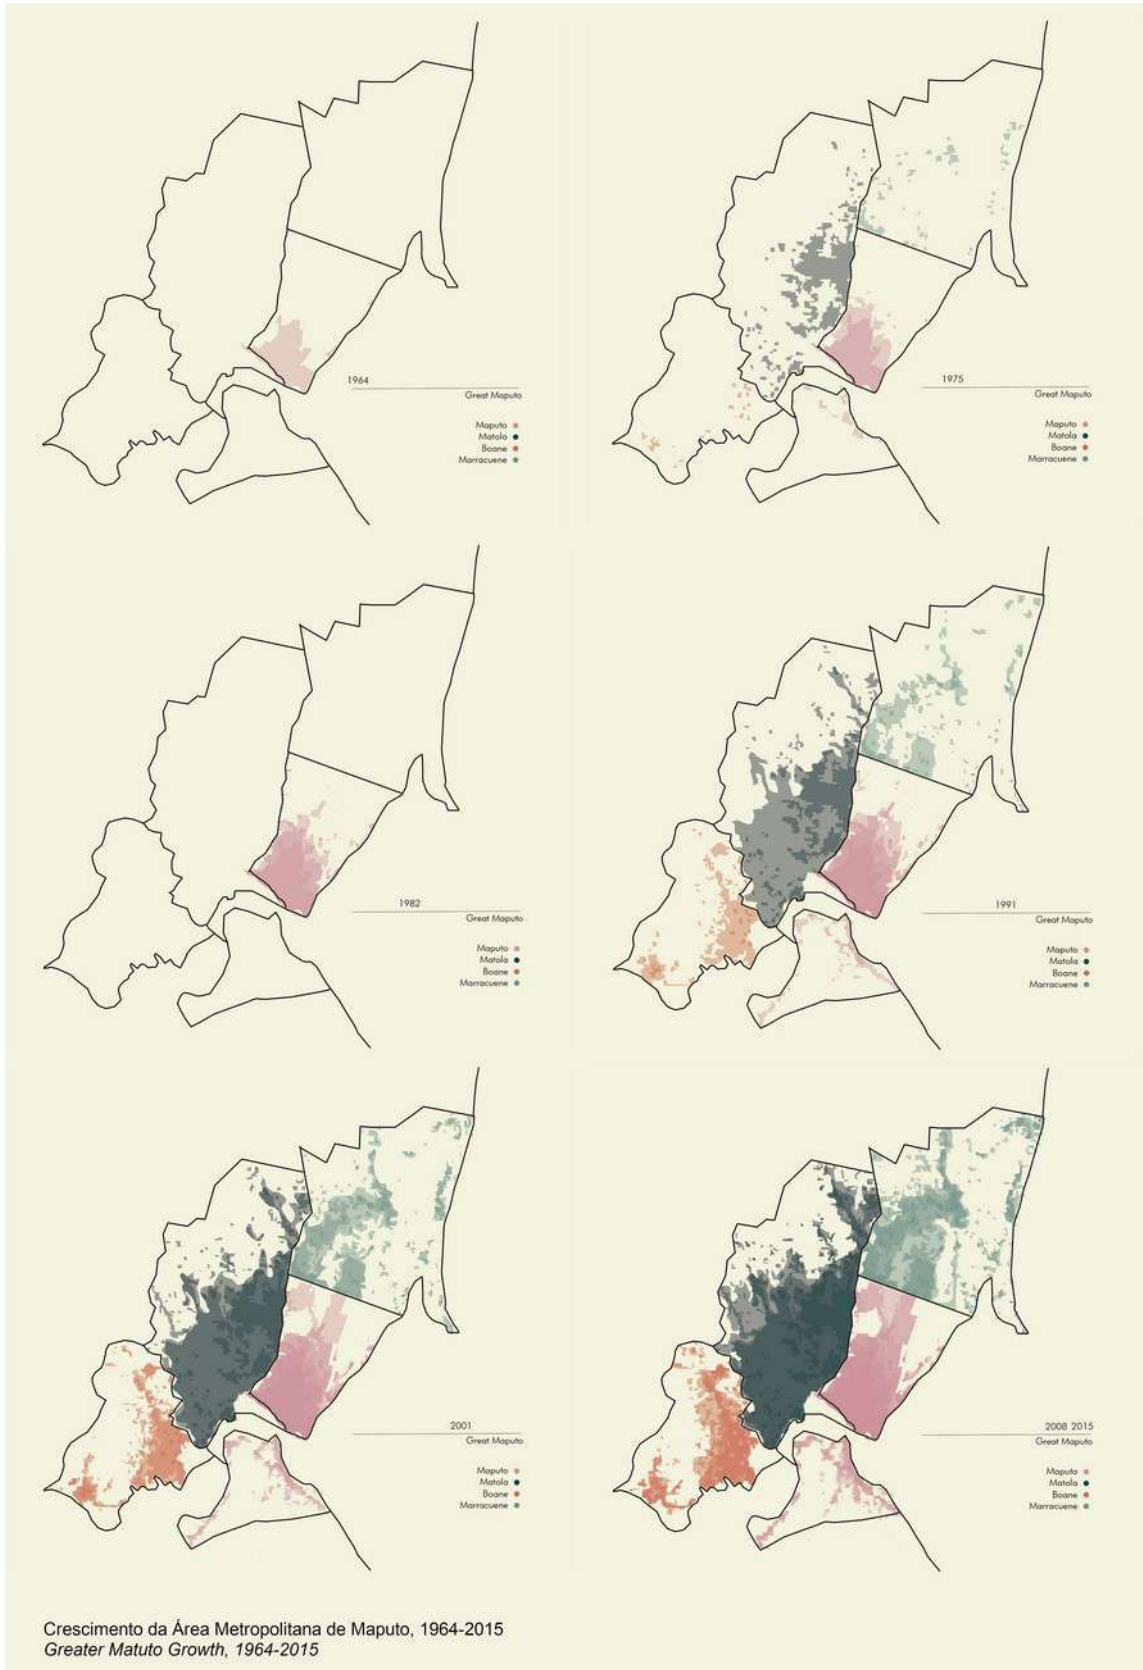 1964
Great Maputo
Maputo
Matola
Boane
Marracuene
1975
Great Maputo
Maputo
Matola
Boane
Marracuene
1982
Great Maputo
Maputo
Matola
Boane
Marracuene
1991
Great Maputo
Maputo
Matola
Boane
Marracuene
2001
Great Maputo
Maputo
Matola
Boane
Marracuene
2008 2015
Great Maputo
Maputo
Matola
Boane
Marracuene
Crescimento da Área Metropolitana de Maputo, 1964-2015
Greater Matuto Growth, 1964-2015